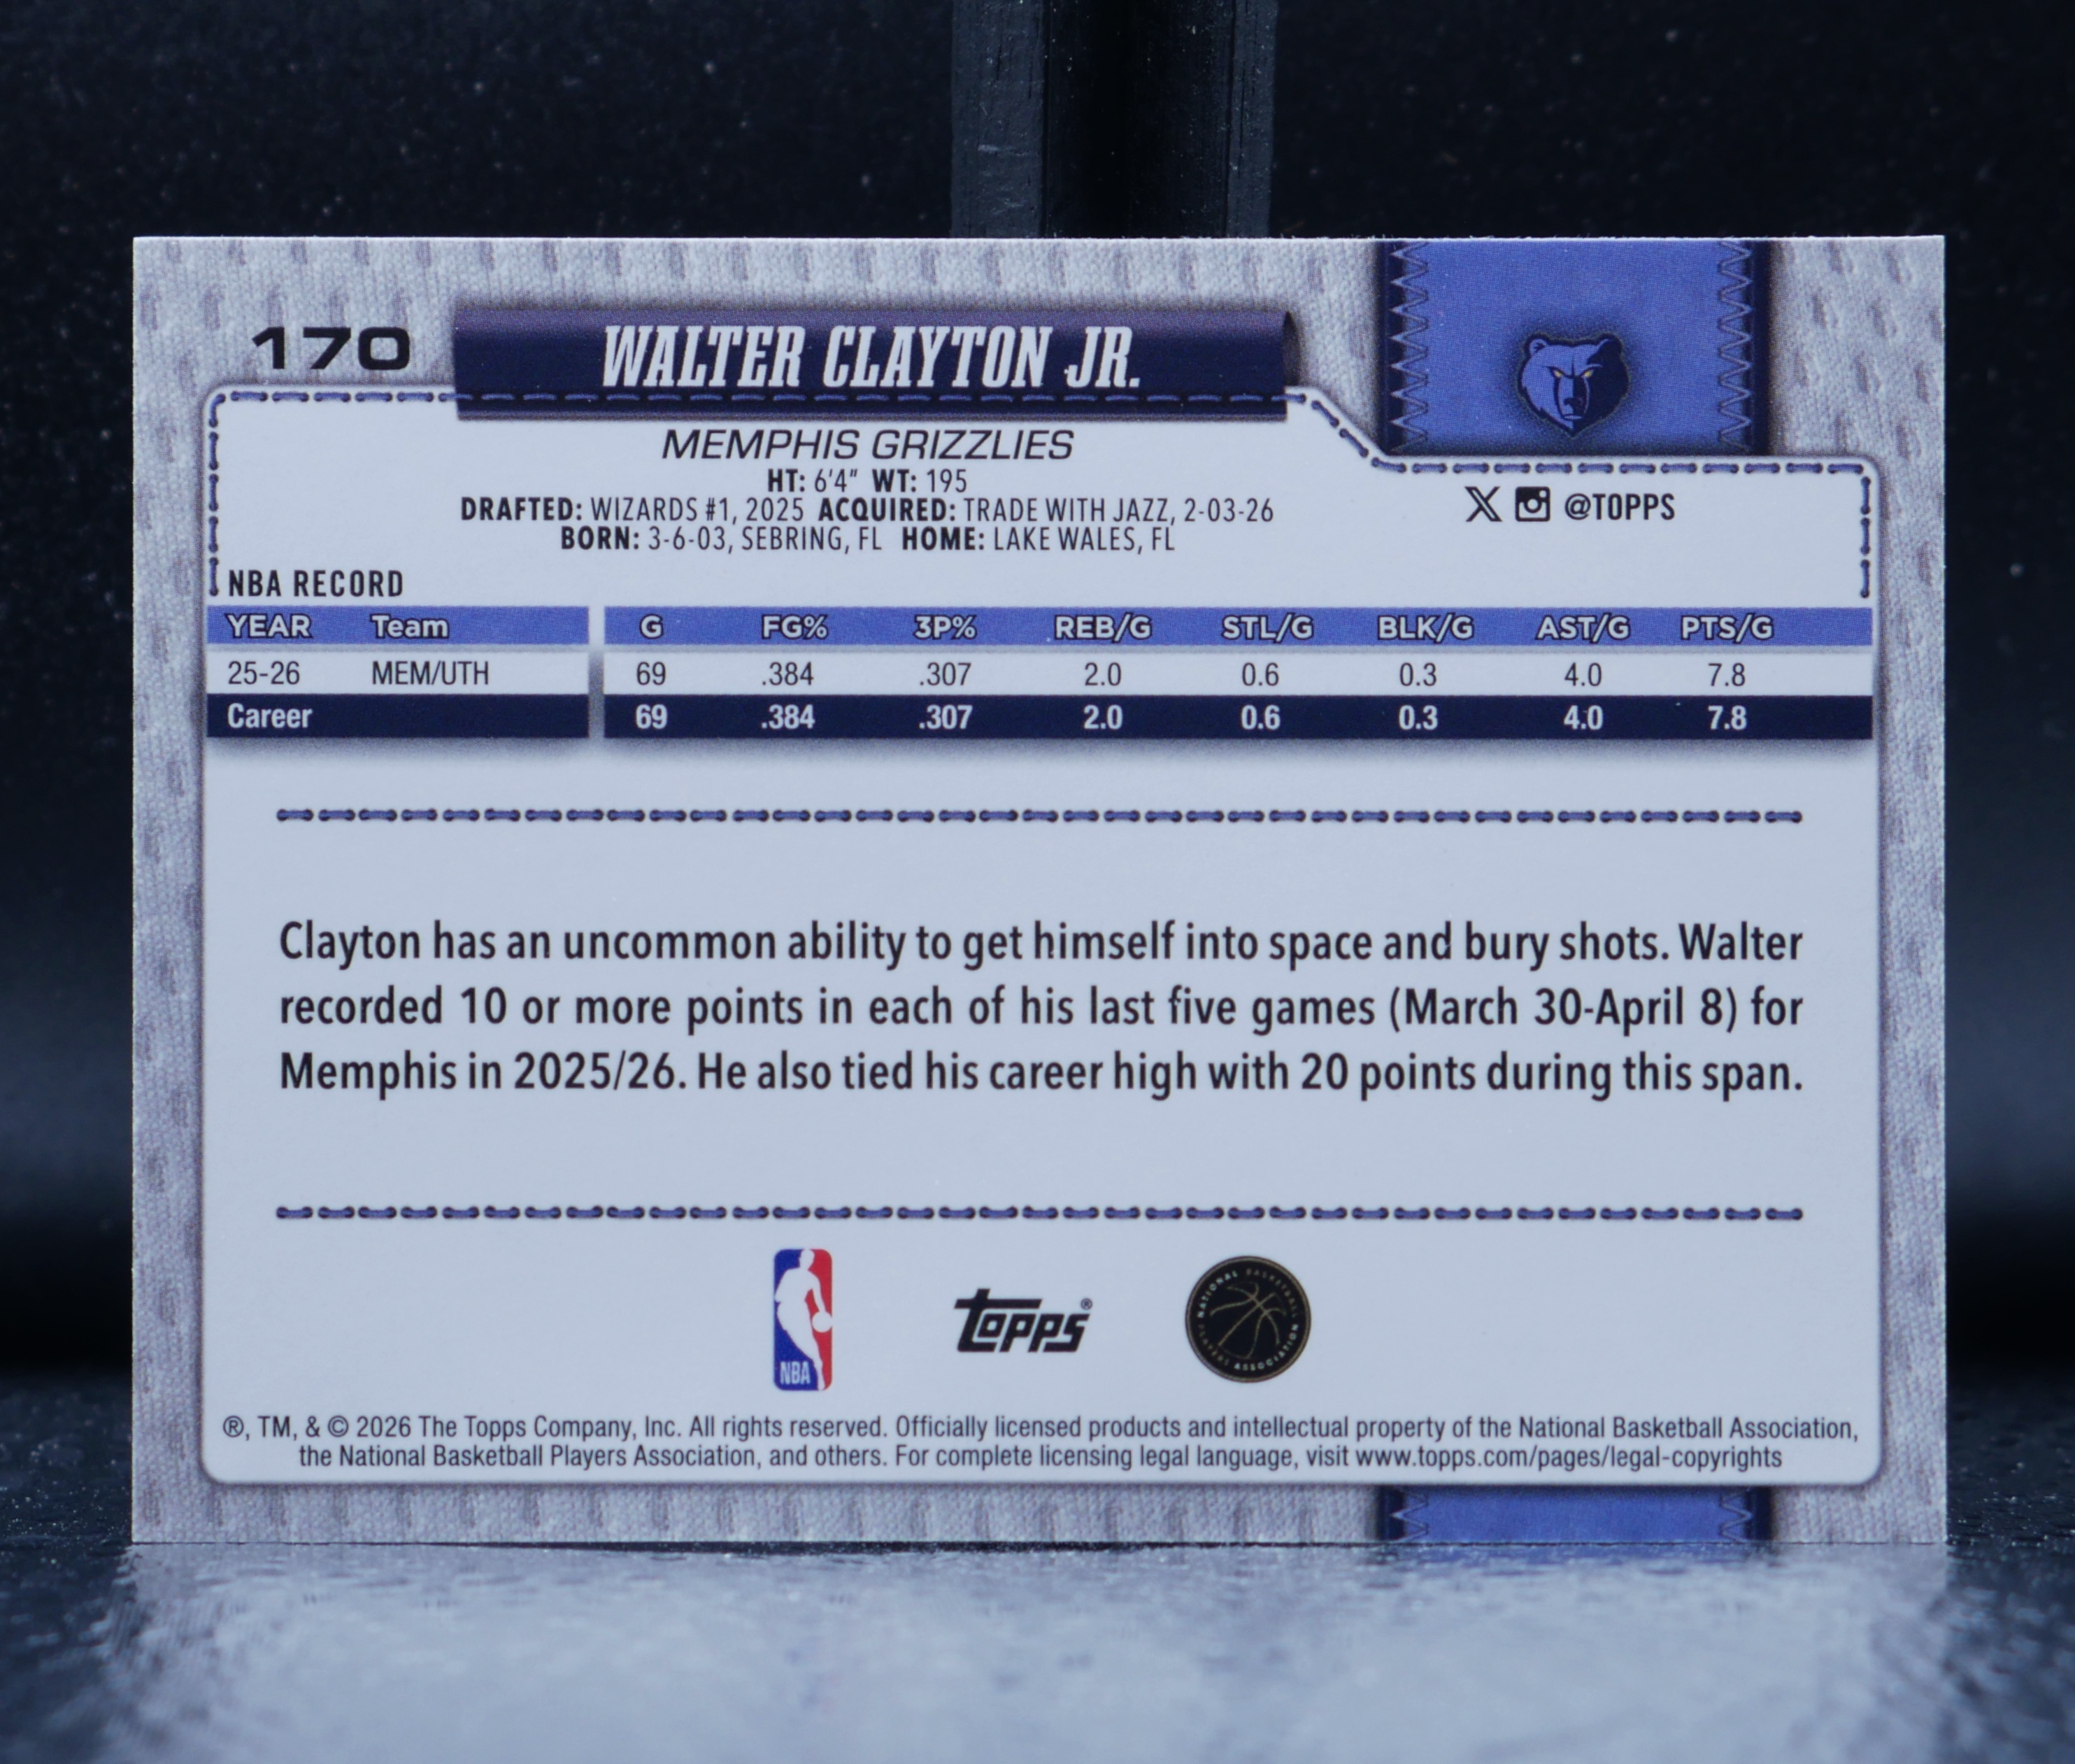 170
WALTER CLAYTON JR.
MEMPHIS GRIZZLIES
HT: 6'4" WT: 195
DRAFTED: WIZARDS #1, 2025 ACQUIRED: TRADE WITH JAZZ, 2-03-26
BORN: 3-6-03, SEBRING, FL HOME: LAKE WALES, FL
@TOPPS
NBA RECORD
YEAR Team G FG% 3P% REB/G STL/G BLK/G AST/G PTS/G
25-26 MEM/UTH 69 .384 .307 2.0 0.6 0.3 4.0 7.8
Career 69 .384 .307 2.0 0.6 0.3 4.0 7.8
Clayton has an uncommon ability to get himself into space and bury shots. Walter
recorded 10 or more points in each of his last five games (March 30-April 8) for
Memphis in 2025/26. He also tied his career high with 20 points during this span.
NBA
topps®
NATIONAL BASKETBALL PLAYERS ASSOCIATION
®, TM, & © 2026 The Topps Company, Inc. All rights reserved. Officially licensed products and intellectual property of the National Basketball Association,
the National Basketball Players Association, and others. For complete licensing legal language, visit www.topps.com/pages/legal-copyrights